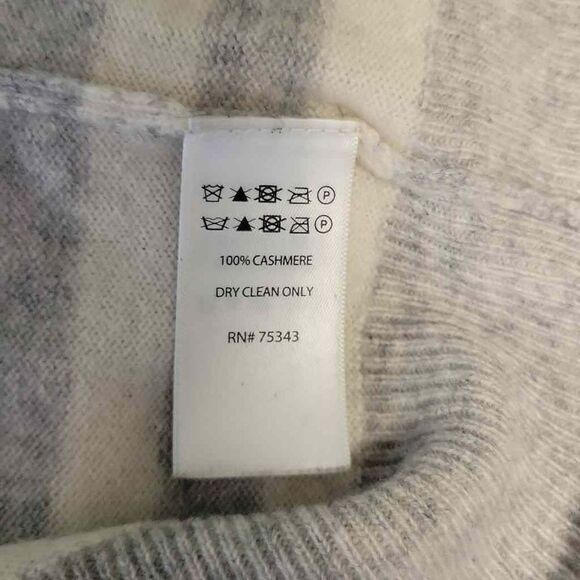 P
P
100% CASHMERE
DRY CLEAN ONLY
RN# 75343